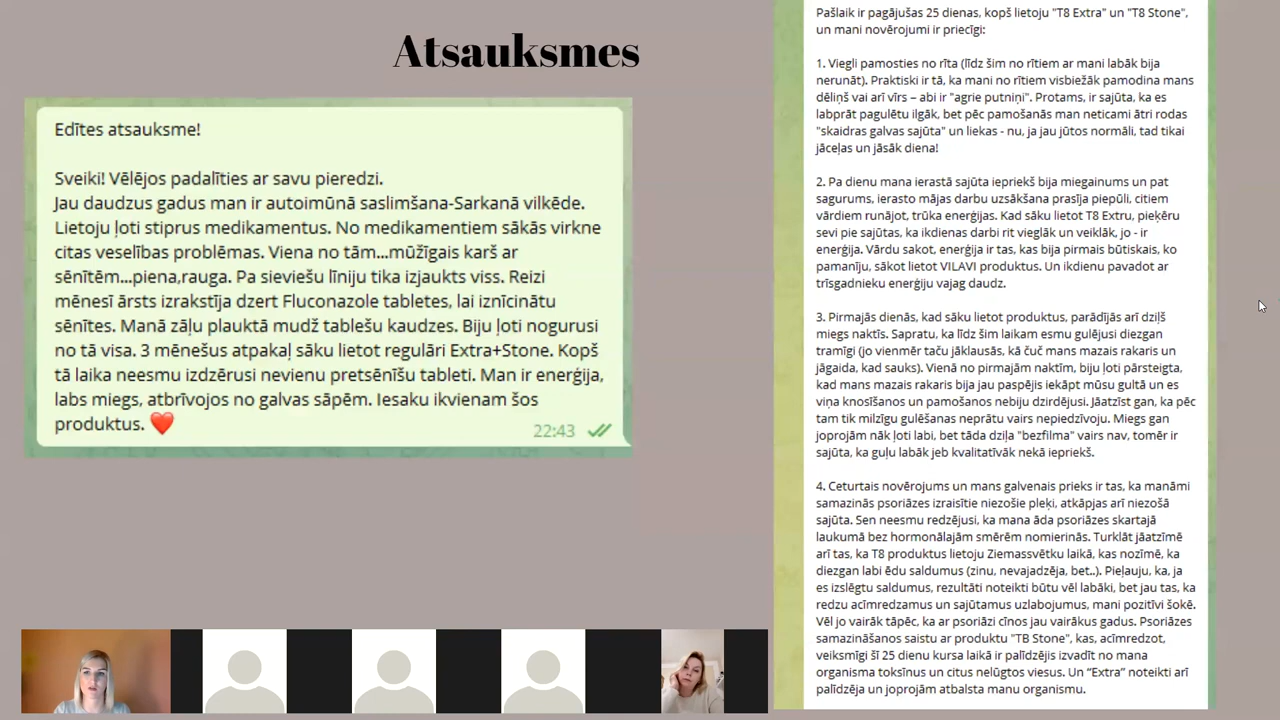 Atsauksmes
Edītes atsauksme!
Sveiki! Vēlējos padalīties ar savu pieredzi.
Jau daudzus gadus man ir autoimūnā saslimšana-Sarkanā vilkēde.
Lietoju ļoti stiprus medikamentus. No medikamentiem sākās virkne
citas veselības problēmas. Viena no tām...mūžīgais karš ar
sēnītēm...piena,rauga. Pa sieviešu līniju tika izjaukts viss. Reizi
mēnesī ārsts izrakstīja dzert Fluconazole tabletes, lai iznīcinātu
sēnītes. Manā zāļu plauktā mudž tablešu kaudzes. Biju ļoti nogurusi
no tā visa. 3 mēnešus atpakaļ sāku lietot regulāri Extra+Stone. Kopš
tā laika neesmu izdzērusi nevienu pretsēnīšu tableti. Man ir enerģija,
labs miegs, atbrīvojos no galvas sāpēm. Iesaku ikvienam šos
produktus. ❤️
22:43
Pašlaik ir pagājušas 25 dienas, kopš lietoju "T8 Extra" un "T8 Stone",
un mani novērojumi ir priecīgi:
1. Viegli pamosties no rīta (līdz šim no rītiem ar mani labāk bija
nerunāt). Praktiski ir tā, ka mani no rītiem visbiežāk pamodina mans
dēliņš vai arī vīrs – abi ir "agrie putniņi". Protams, ir sajūta, ka es
labprāt pagulētu ilgāk, bet pēc pamošanās man neticami ātri rodas
"skaidras galvas sajūta" un liekas - nu, ja jau jūtos normāli, tad tikai
jāceļas un jāsāk diena!
2. Pa dienu mana ierastā sajūta iepriekš bija miegainums un pat
sagurums, ierasto mājas darbu uzsākšana prasīja piepūli, citiem
vārdiem runājot, trūka enerģijas. Kad sāku lietot T8 Extru, pieķēru
sevi pie sajūtas, ka ikdienas darbi rit vieglāk un veiklāk, jo - ir
enerģija. Vārdu sakot, enerģija ir tas, kas bija pirmais būtiskais, ko
pamanīju, sākot lietot VILAVI produktus. Un ikdienu pavadot ar
trīsgadnieku enerģiju vajag daudz.
3. Pirmajās dienās, kad sāku lietot produktus, parādījās arī dziļš
miegs naktīs. Sapratu, ka līdz šim laikam esmu gulējusi diezgan
tramīgi (jo vienmēr taču jāklausās, kā čuč mans mazais rakaris un
jāgaida, kad sauks). Vienā no pirmajām naktīm, biju ļoti pārsteigta,
kad mans mazais rakaris bija jau paspējis iekāpt mūsu gultā un es
viņa knosīšanos un pamošanos nebiju dzirdējusi. Jāatzīst gan, ka pēc
tam tik milzīgu gulēšanas neprātu vairs nepiedzīvoju. Miegs gan
joprojām nāk ļoti labi, bet tāda dziļa "bezfilma" vairs nav, tomēr ir
sajūta, ka guļu labāk jeb kvalitatīvāk nekā iepriekš.
4. Ceturtais novērojums un mans galvenais prieks ir tas, ka manāmi
samazinās psoriāzes izraisītie niezošie pleķi, atkāpjas arī niezošā
sajūta. Sen neesmu redzējusi, ka mana āda psoriāzes skartajā
laukumā bez hormonālajām smērēm nomierinās. Turklāt jāatzīmē
arī tas, ka T8 produktus lietoju Ziemassvētku laikā, kas nozīmē, ka
diezgan labi ēdu saldumus (zinu, nevajadzēja, bet..). Pieļauju, ka, ja
es izslēgtu saldumus, rezultāti noteikti būtu vēl labāki, bet jau tas, ka
redzu acīmredzamus un sajūtamus uzlabojumus, mani pozitīvi šokē.
Vēl jo vairāk tāpēc, ka ar psoriāzi cīnos jau vairākus gadus. Psoriāzes
samazināšanos saistu ar produktu "TB Stone", kas, acīmredzot,
veiksmīgi šī 25 dienu kursa laikā ir palīdzējis izvadīt no mana
organisma toksīnus un citus nelūgtos viesus. Un “Extra” noteikti arī
palīdzēja un joprojām atbalsta manu organismu.